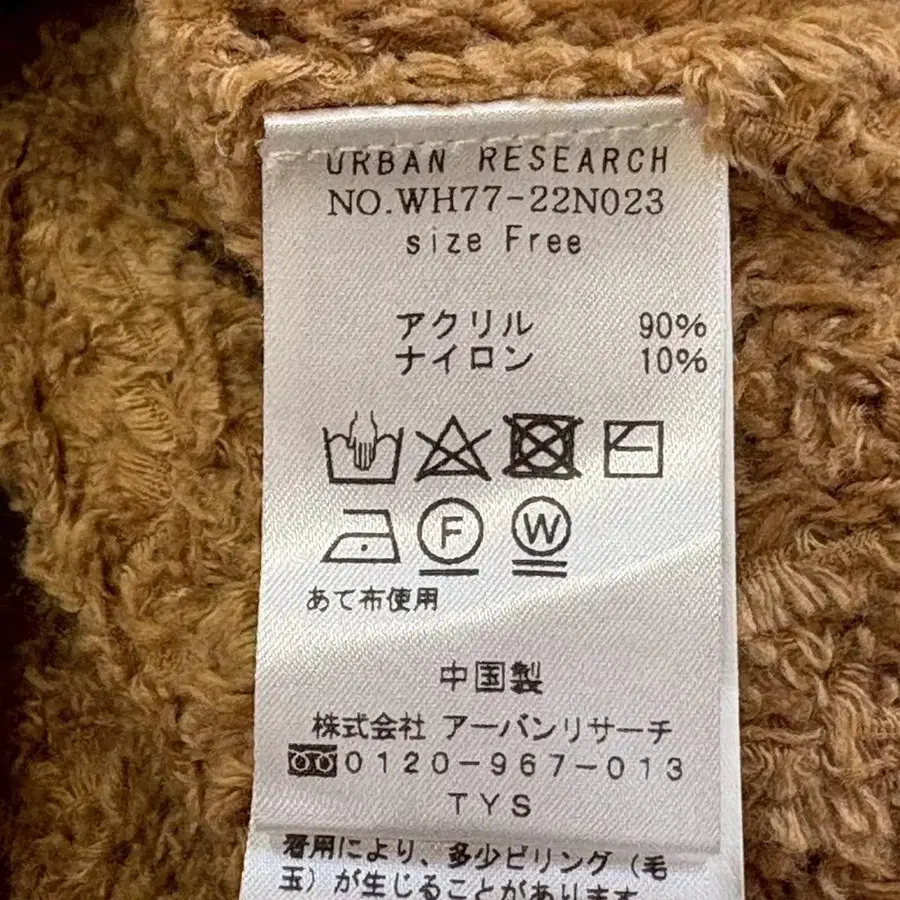 URBAN RESEARCH
NO.WH77-22N023
size Free
アクリル 90%
ナイロン 10%
F W
あて布使用
中国製
株式会社 アーバンリサーチ
0120-967-013
TYS
着用により、多少ピリング(毛
玉)が生じることがあります